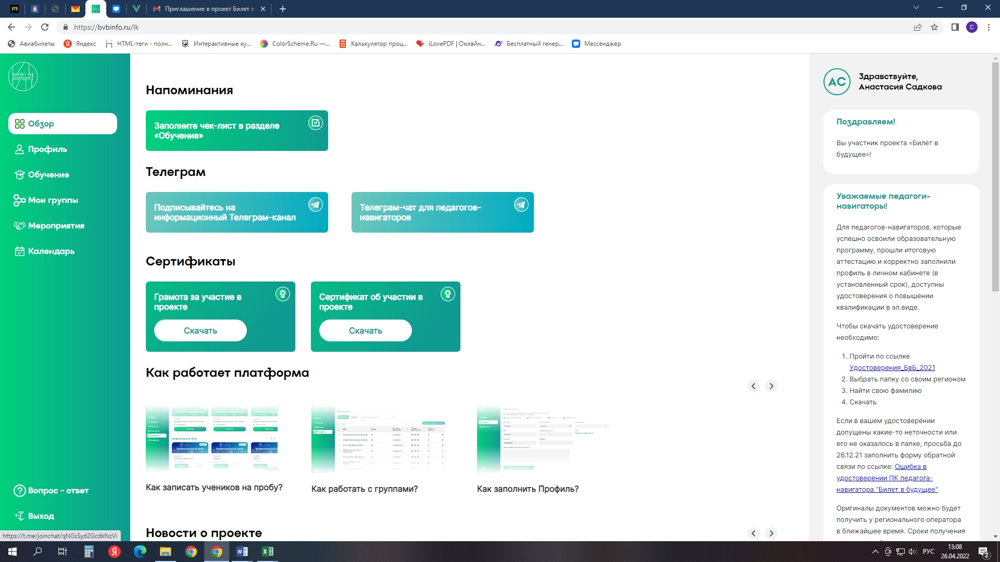 Приглашение в проект Билет в
https://bvbinfo.ru/lk
С
Авиабилеты
Яндекс
HTML-теги - полн...
Интерактивные ку...
ColorScheme.Ru —...
Калькулятор проц...
iLovePDF | Онлайн...
Бесплатный генер...
Мессенджер
БИЛЕТ В
БУДУЩЕЕ
Обзор
Профиль
Обучение
Мои группы
Мероприятия
Календарь
Вопрос - ответ
Выход
https://t.me/joinchat/qNGsSyd2GcdkNzVi
Напоминания
Заполните чек-лист в разделе
«Обучение»
Телеграм
Подписывайтесь на
информационный Телеграм-канал
Телеграм-чат для педагогов-
навигаторов
Сертификаты
Грамота за участие в
проекте
Скачать
Сертификат об участии в
проекте
Скачать
Как работает платформа
Как записать учеников на пробу?
Как работать с группами?
Как заполнить Профиль?
Новости о проекте
АС
Здравствуйте,
Анастасия Садкова
Поздравляем!
Вы участник проекта «Билет в
будущее»!
Уважаемые педагоги-
навигаторы!
Для педагогов-навигаторов, которые
успешно освоили образовательную
программу, прошли итоговую
аттестацию и корректно заполнили
профиль в личном кабинете (в
установленный срок), доступны
удостоверения о повышении
квалификации в эл.виде.
Чтобы скачать удостоверение
необходимо:
1. Пройти по ссылке
Удостоверения_БвБ_2021
2. Выбрать папку со своим регионом
3. Найти свою фамилию
4. Скачать
Если в вашем удостоверении
допущены какие-то неточности или
его не оказалось в папке, просьба до
26.12.21 заполнить форму обратной
связи по ссылке: Ошибка в
удостоверении ПК педагога-
навигатора "Билет в будущее"
Оригиналы документов можно будет
получить у регионального оператора
в ближайшее время. Сроки получения
РУС
13:08
26.04.2022
2